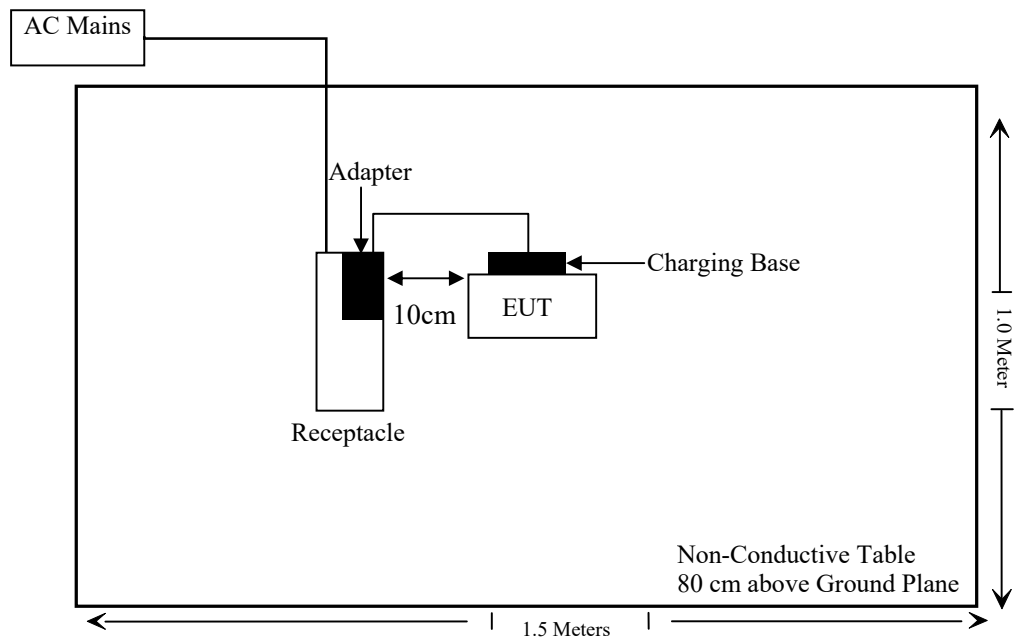 AC Mains
Adapter
Charging Base
10cm
EUT
1.0 Meter
Receptacle
Non-Conductive Table
80 cm above Ground Plane
1.5 Meters